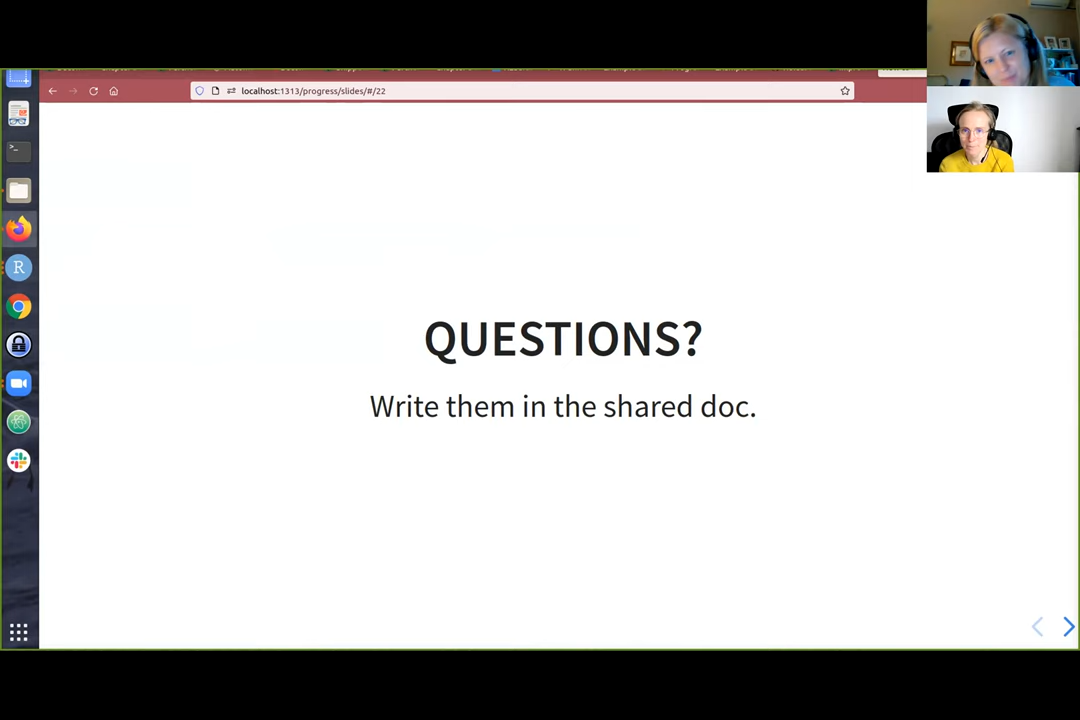 localhost:1313/progress/slides/#/22
QUESTIONS?
Write them in the shared doc.